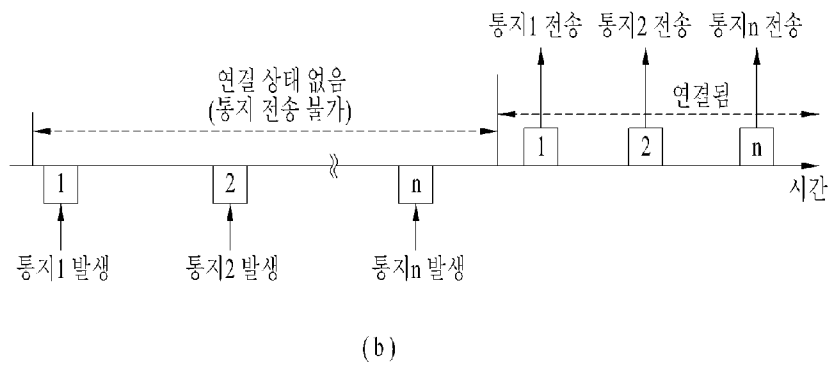 통지1 전송 통지2 전송 통지n 전송
연결 상태 없음
(통지 전송 불가)
연결됨
1 2 n
1 2 n
시간
통지1 발생 통지2 발생 통지n 발생
(b)